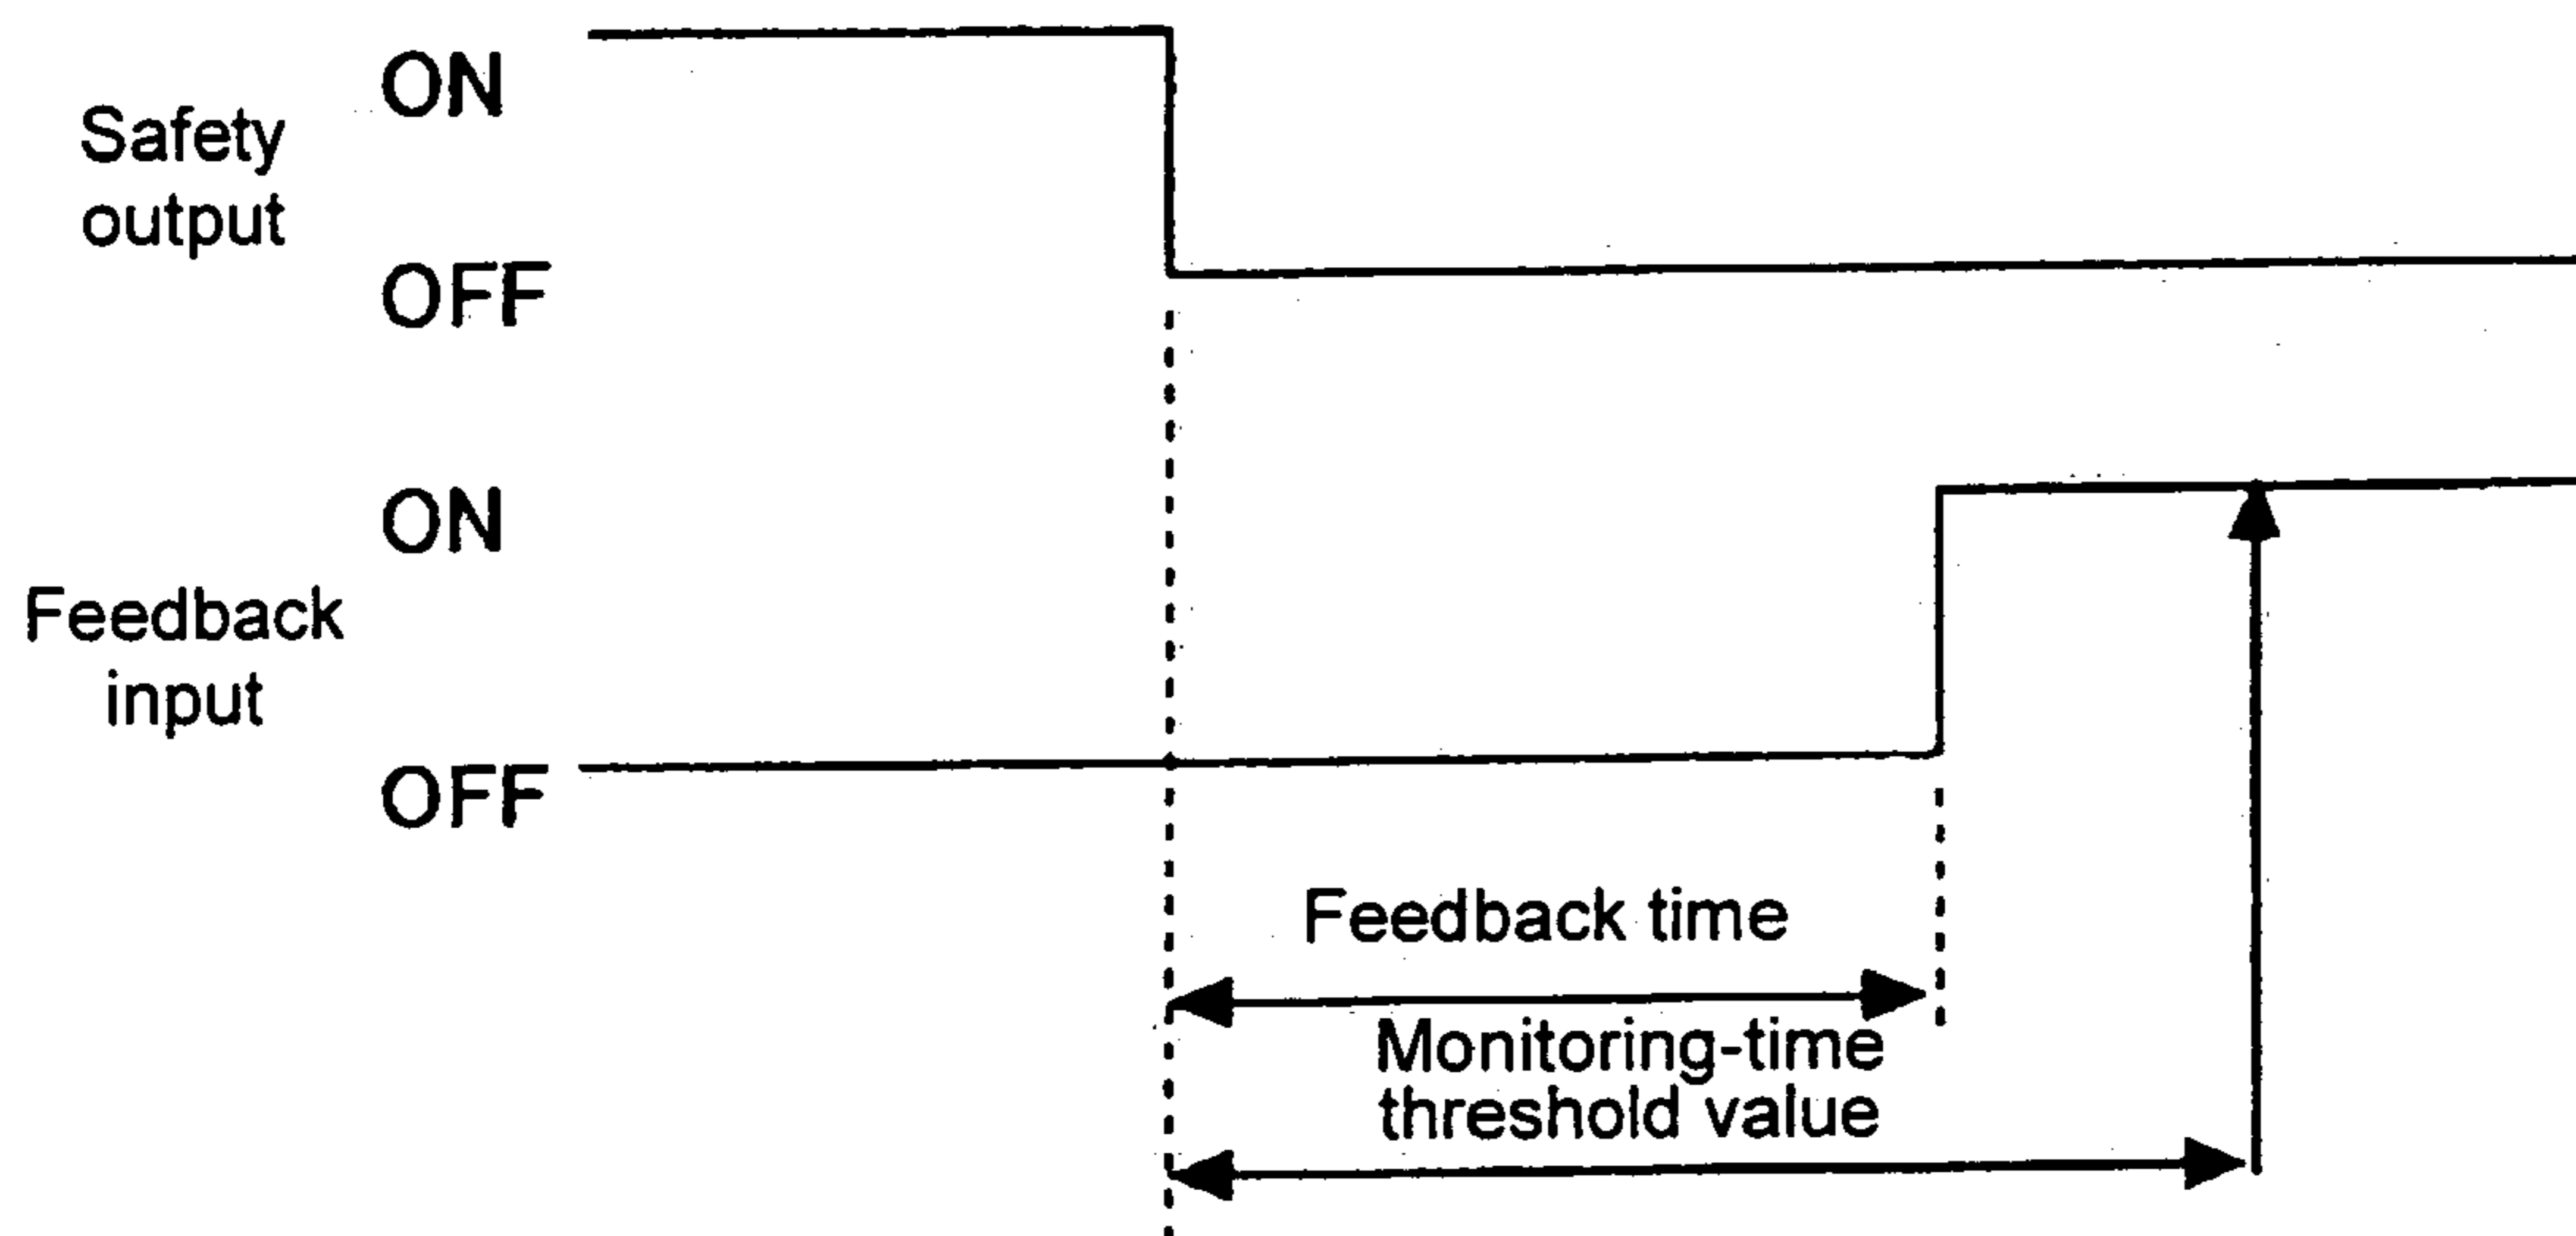 ON
Safety
output
OFF
ON
Feedback
input
OFF
Feedback time
Monitoring-time
threshold value